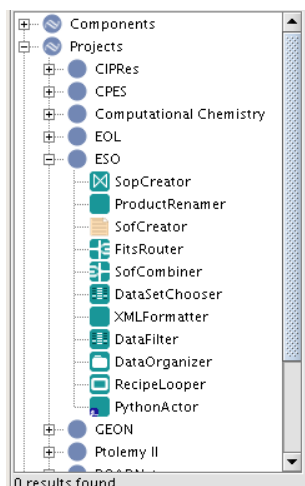 Components
Projects
CIPRes
CPES
Computational Chemistry
EOL
ESO
SopCreator
ProductRenamer
SofCreator
FitsRouter
SofCombiner
DataSetChooser
XMLFormatter
DataFilter
DataOrganizer
RecipeLooper
PythonActor
GEON
Ptolemy II
0 results found